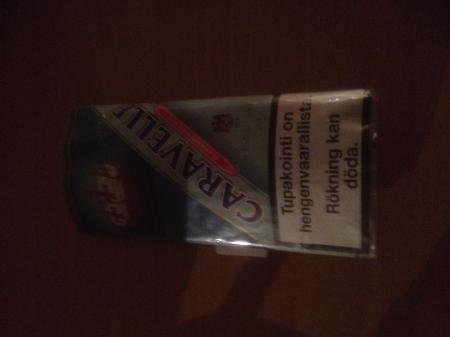 CARAVELLE
Tupakointi on
hengenvaarallista.
Rökning kan
döda.